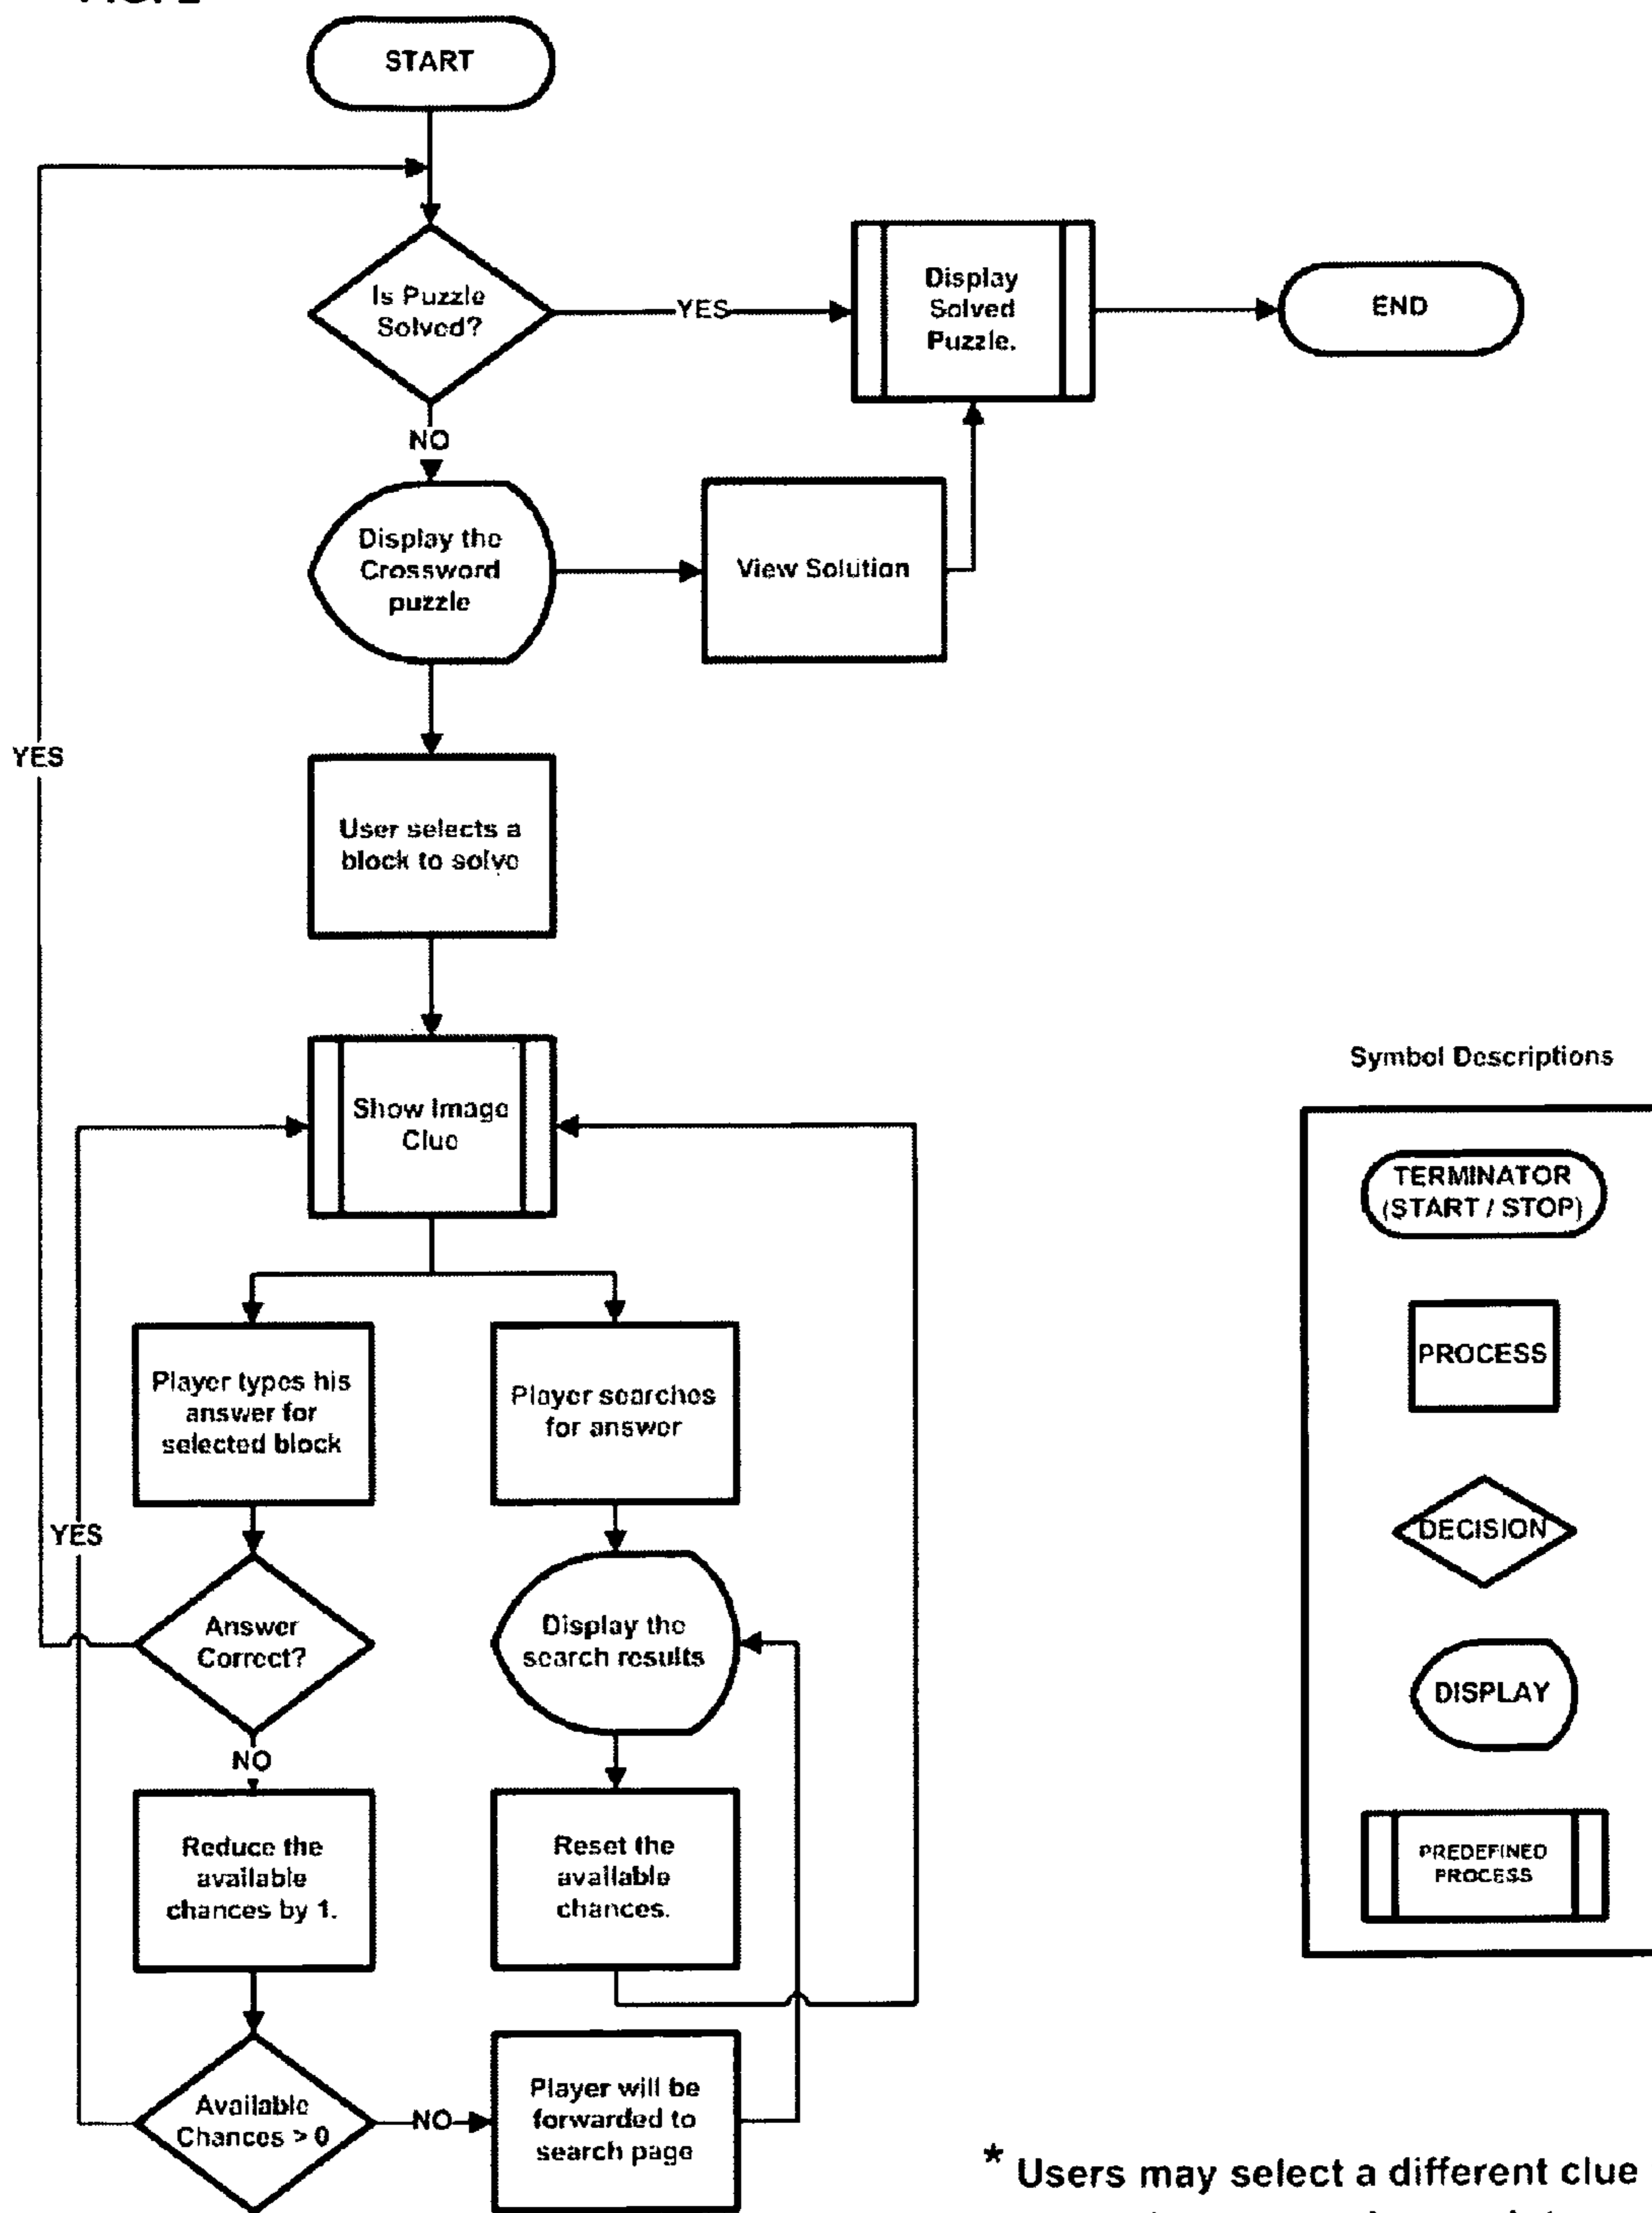 START
Is Puzzle
Solved?
YES
Display
Solved
Puzzle.
END
NO
Display the
Crossword
puzzle
View Solution
YES
User selects a
block to solve
Show Image
Clue
Symbol Descriptions
TERMINATOR
(START / STOP)
PROCESS
DECISION
DISPLAY
PREDEFINED
PROCESS
Player types his
answer for
selected block
Player searches
for answer
YES
Answer
Correct?
Display the
search results
NO
Reduce the
available
chances by 1.
Reset the
available
chances.
Available
Chances > 0
NO
Player will be
forwarded to
search page
* Users may select a different clue